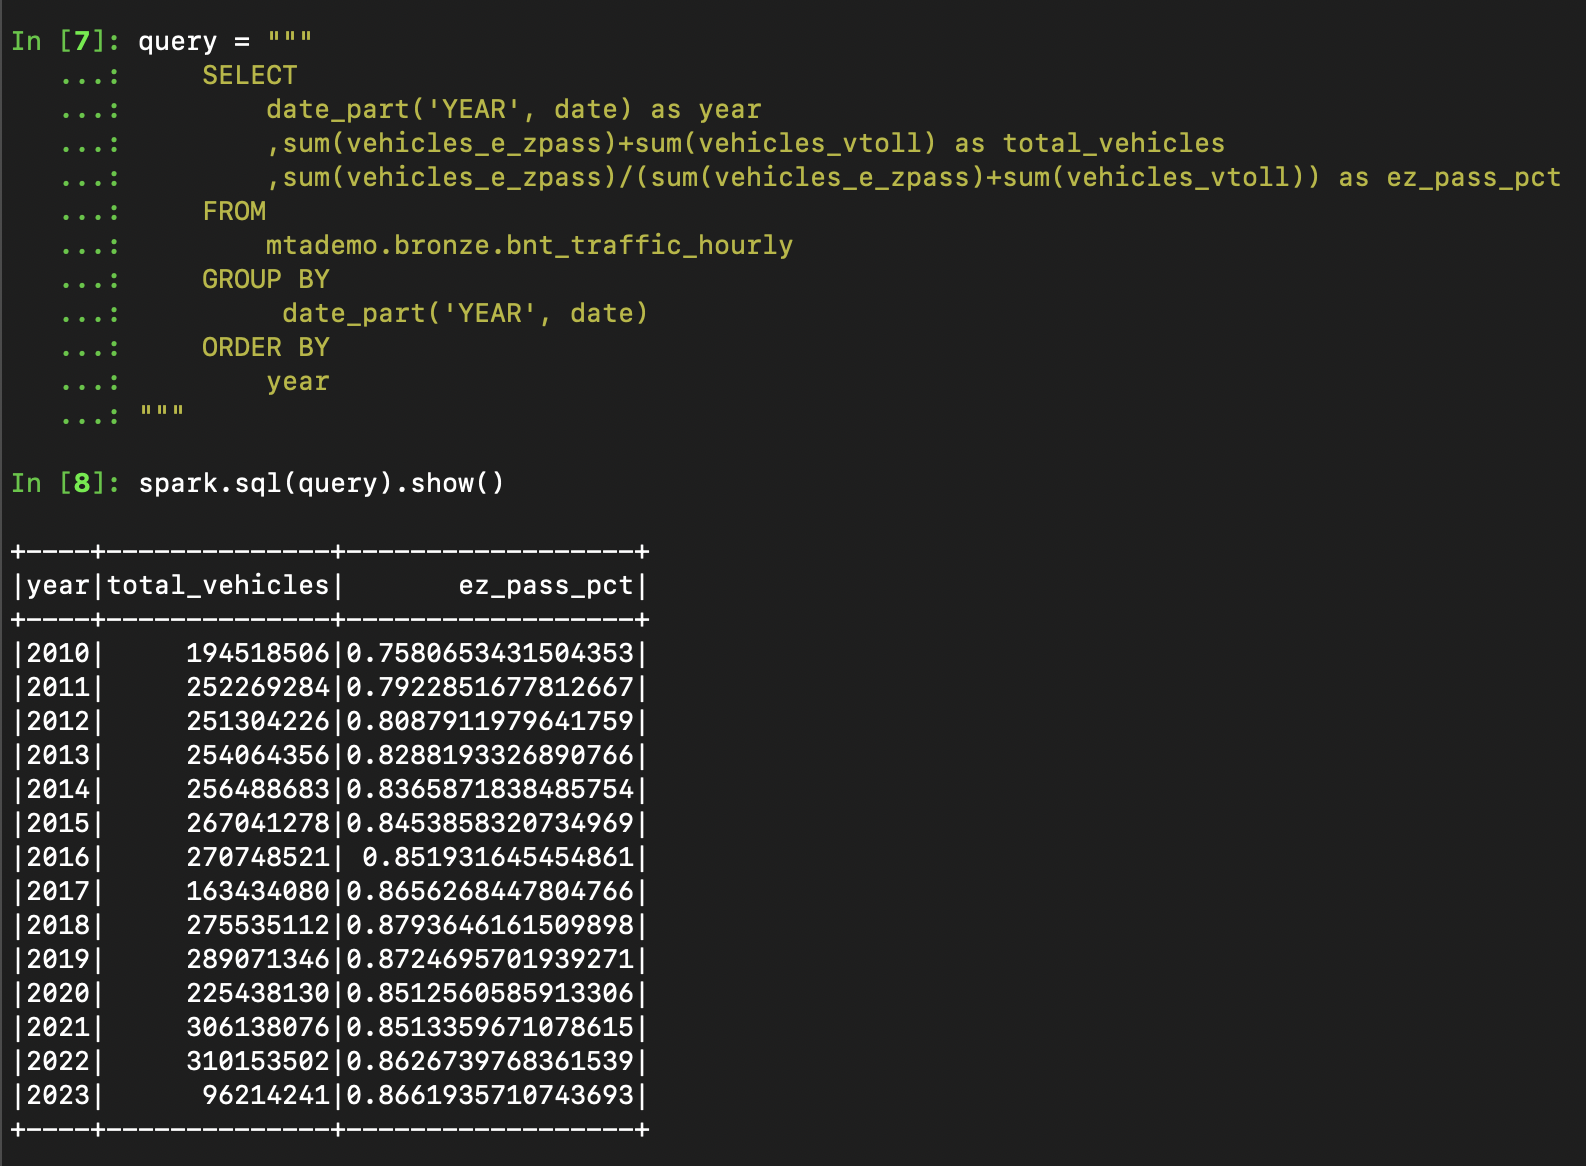 In [7]: query = """
   ...:     SELECT
   ...:         date_part('YEAR', date) as year
   ...:         ,sum(vehicles_e_zpass)+sum(vehicles_vtoll) as total_vehicles
   ...:         ,sum(vehicles_e_zpass)/(sum(vehicles_e_zpass)+sum(vehicles_vtoll)) as ez_pass_pct
   ...:     FROM
   ...:         mtademo.bronze.bnt_traffic_hourly
   ...:     GROUP BY
   ...:          date_part('YEAR', date)
   ...:     ORDER BY
   ...:         year
   ...: """
In [8]: spark.sql(query).show()
+----+--------------+------------------+
|year|total_vehicles|       ez_pass_pct|
+----+--------------+------------------+
|2010|     194518506|0.7580653431504353|
|2011|     252269284|0.7922851677812667|
|2012|     251304226|0.8087911979641759|
|2013|     254064356|0.8288193326890766|
|2014|     256488683|0.8365871838485754|
|2015|     267041278|0.8453858320734969|
|2016|     270748521| 0.851931645454861|
|2017|     163434080|0.8656268447804766|
|2018|     275535112|0.8793646161509898|
|2019|     289071346|0.8724695701939271|
|2020|     225438130|0.8512560585913306|
|2021|     306138076|0.8513359671078615|
|2022|     310153502|0.8626739768361539|
|2023|      96214241|0.8661935710743693|
+----+--------------+------------------+